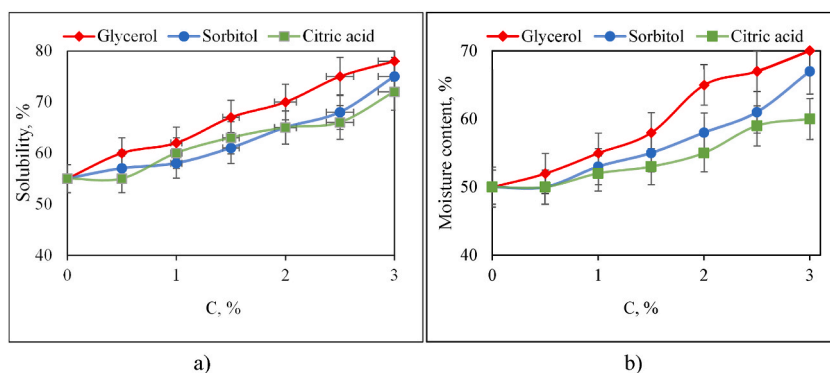 Glycerol Sorbitol Citric acid
80
70
60
50
40
Solubility, %
0 1 2 3
C, %
a)
Glycerol Sorbitol Citric acid
70
60
50
40
Moisture content, %
0 1 2 3
C, %
b)